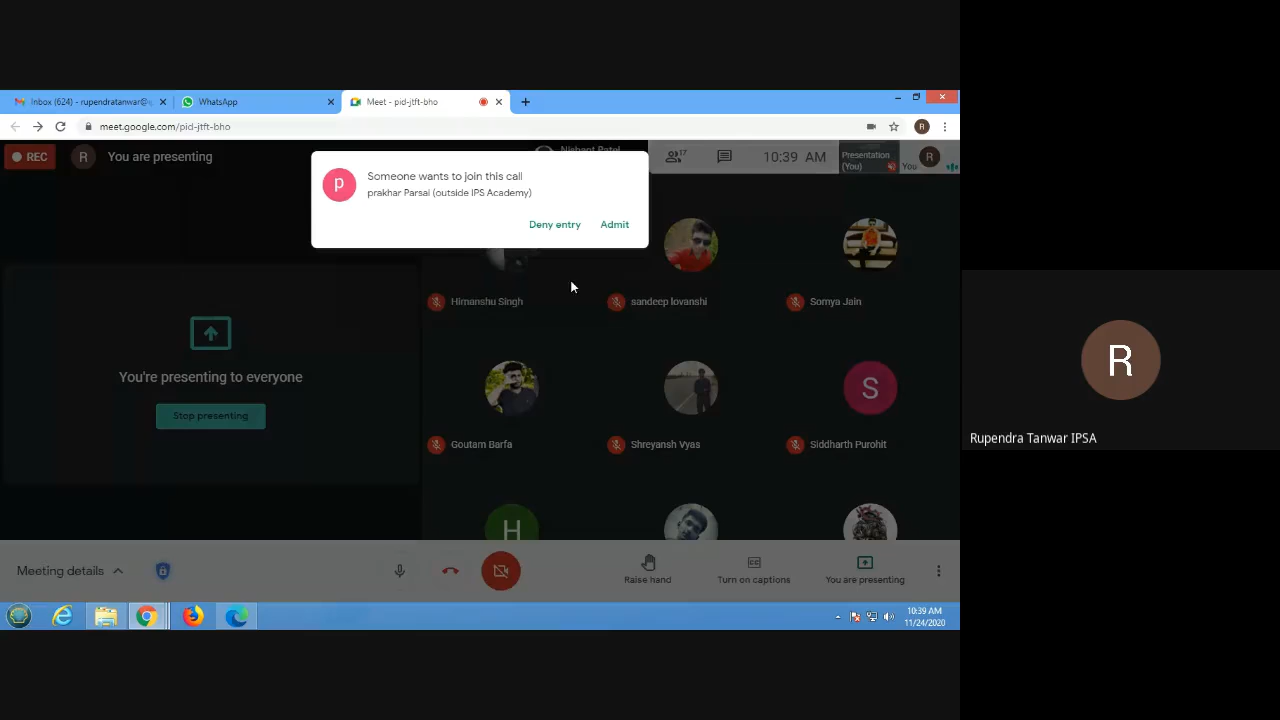 Inbox (624) - rupendratanwar@
WhatsApp
Meet - pid-jtft-bho
meet.google.com/pid-jtft-bho
R
REC
R
You are presenting
Nishant Patel
17
10:39 AM
Presentation
(You)
You
R
P
Someone wants to join this call
prakhar Parsai (outside IPS Academy)
Deny entry
Admit
Himanshu Singh
sandeep lovanshi
Somya Jain
You're presenting to everyone
Stop presenting
S
Goutam Barfa
Shreyansh Vyas
Siddharth Purohit
H
R
Rupendra Tanwar IPSA
Meeting details
Raise hand
CC
Turn on captions
You are presenting
10:39 AM
11/24/2020